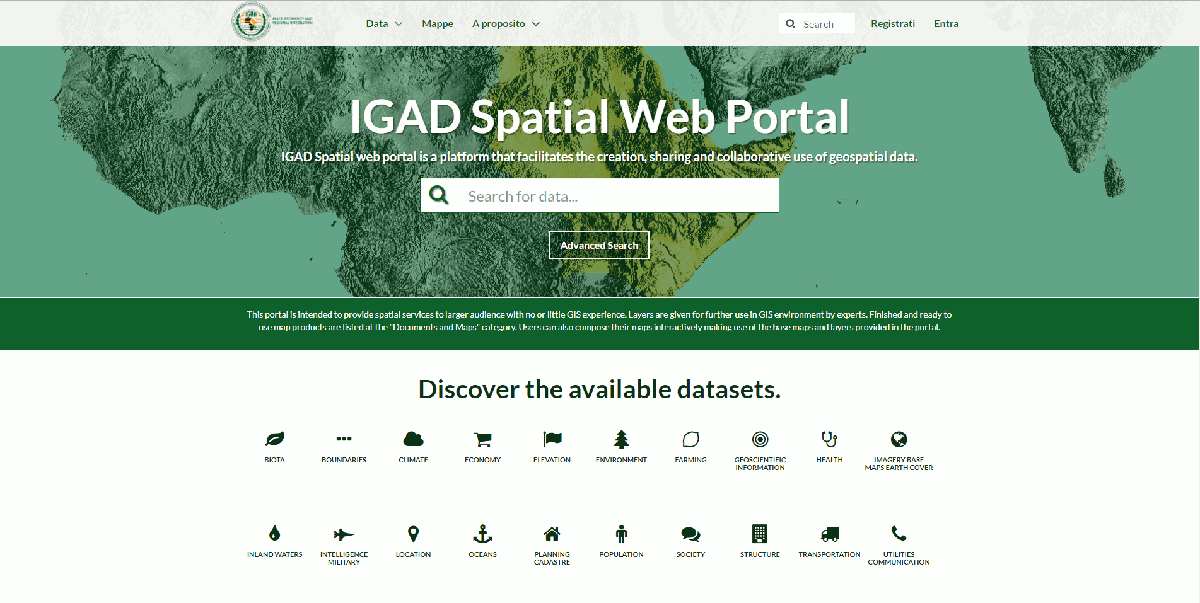 PEACE PROSPERITY AND
REGIONAL INTEGRATION
Data
Mappe
A proposito
Search
Registrati
Entra
IGAD Spatial Web Portal
IGAD Spatial web portal is a platform that facilitates the creation, sharing and collaborative use of geospatial data.
Search for data...
Advanced Search
This portal is intended to provide spatial services to larger audience with no or little GIS experience. Layers are given for further use in GIS environment by experts. Finished and ready to
use map products are listed at the "Documents and Maps" category. Users can also compose their maps interactively making use of the base maps and layers provided in the portal.
Discover the available datasets.
BIOTA
BOUNDARIES
CLIMATE
ECONOMY
ELEVATION
ENVIRONMENT
FARMING
GEOSCIENTIFIC
INFORMATION
HEALTH
IMAGERY BASE
MAPS EARTH COVER
INLAND WATERS
INTELLIGENCE
MILITARY
LOCATION
OCEANS
PLANNING
CADASTRE
POPULATION
SOCIETY
STRUCTURE
TRANSPORTATION
UTILITIES
COMMUNICATION